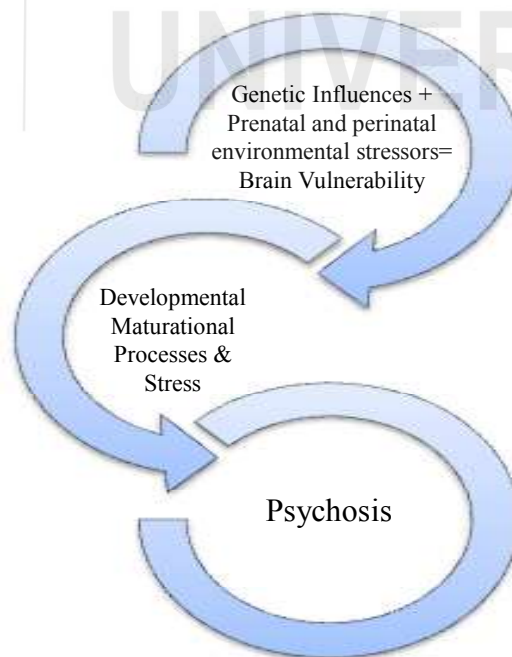 UNIVER
Genetic Influences +
Prenatal and perinatal
environmental stressors=
Brain Vulnerability
Developmental
Maturational
Processes &
Stress
Psychosis